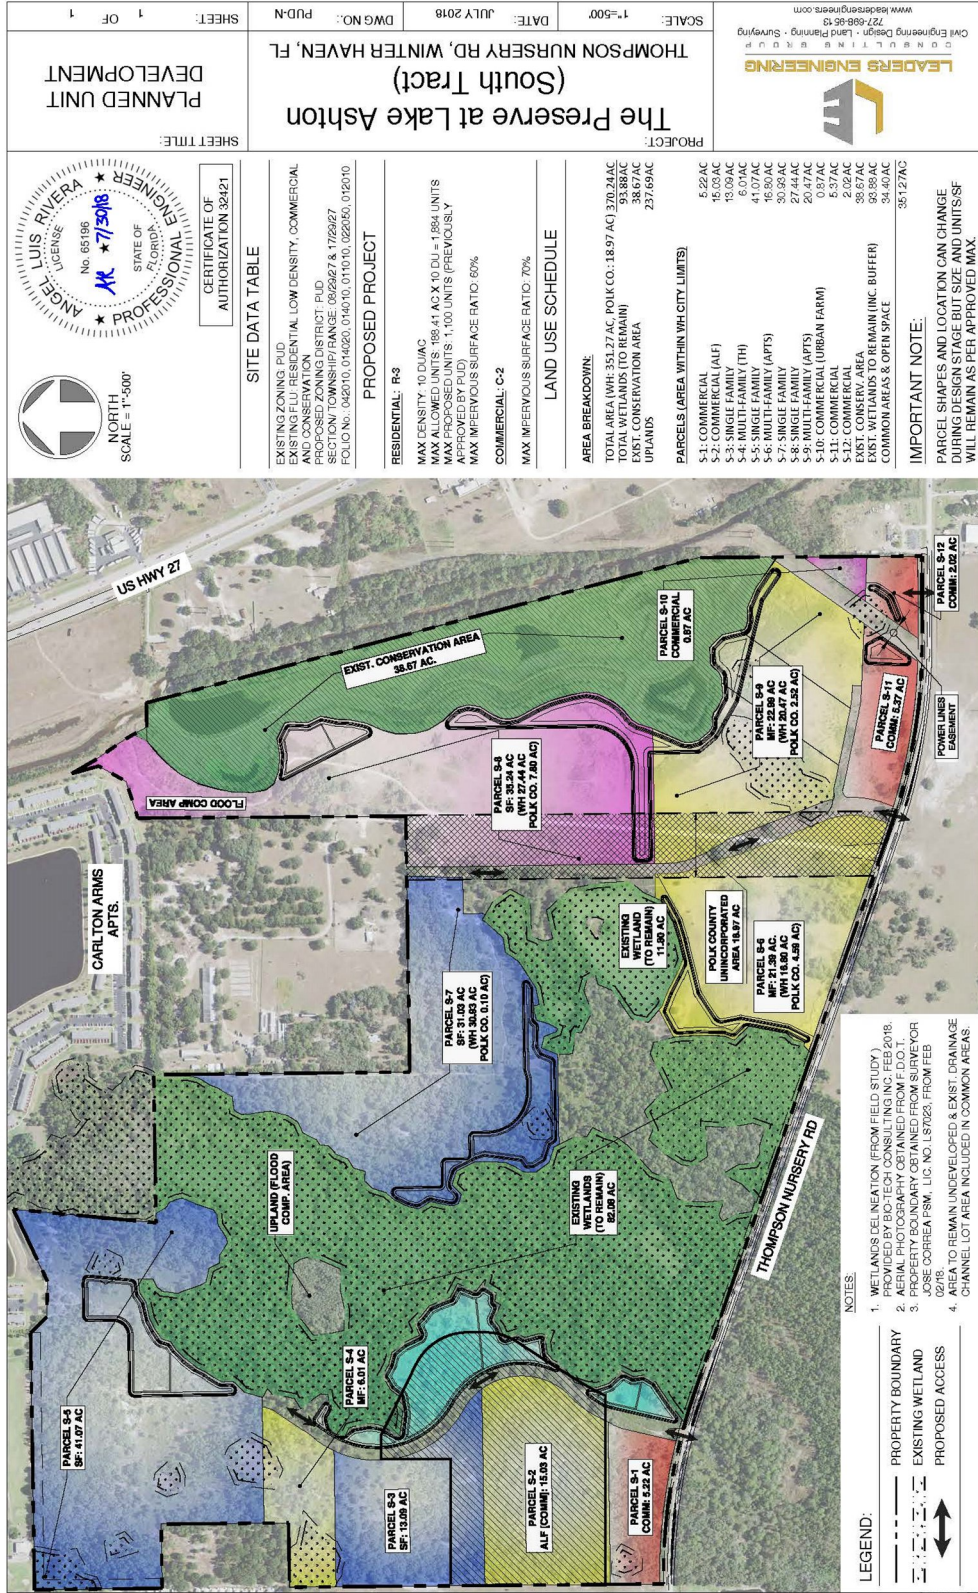 US HWY 27
CARLTON ARMS
APTS.
FLOOD COMP AREA
EXIST. CONSERVATION AREA
38.67 AC.
PARCEL S-8
SF: 35.24 AC
(WH 27.44 AC
POLK CO. 7.80 AC)
PARCEL S-10
COMMERCIAL
0.87 AC
PARCEL S-9
MF: 22.99 AC
(WH 20.47 AC
POLK CO. 2.52 AC)
PARCEL S-12
COMM: 2.02 AC
PARCEL S-11
COMM: 5.37 AC
POWER LINES
EASEMENT
PARCEL S-7
SF: 31.03 AC
(WH 30.93 AC
POLK CO. 0.10 AC)
EXISTING
WETLAND
(TO REMAIN)
11.80 AC
POLK COUNTY
UNINCORPORATED
AREA 18.97 AC
PARCEL S-6
MF: 21.39 AC.
(WH 16.80 AC
POLK CO. 4.59 AC)
UPLAND (FLOOD
COMP. AREA)
EXISTING
WETLANDS
(TO REMAIN)
82.08 AC
PARCEL S-5
SF: 41.07 AC
PARCEL S-4
MF: 6.01 AC
PARCEL S-3
SF: 13.09 AC
PARCEL S-2
ALF [COMM]: 15.03 AC
PARCEL S-1
COMM: 5.22 AC
THOMPSON NURSERY RD
LEGEND:
PROPERTY BOUNDARY
EXISTING WETLAND
PROPOSED ACCESS
NOTES:
1. WETLANDS DELINEATION (FROM FIELD STUDY)
PROVIDED BY BIO-TECH CONSULTING INC. FEB 2018.
2. AERIAL PHOTOGRAPHY OBTAINED FROM F.D.O.T.
3. PROPERTY BOUNDARY OBTAINED FROM SURVEYOR
JOSE CORREA PSM, LIC. NO. LS7023, FROM FEB
02/18.
4. AREA TO REMAIN UNDEVELOPED & EXIST. DRAINAGE
CHANNEL LOT AREA INCLUDED IN COMMON AREAS.
NORTH
SCALE = 1"-500'
ANGEL LUIS RIVERA
LICENSE
No. 65196
7/30/18
STATE OF
FLORIDA
PROFESSIONAL ENGINEER
CERTIFICATE OF
AUTHORIZATION 32421
SITE DATA TABLE
EXISTING ZONING: PUD
EXISTING FLU: RESIDENTIAL LOW DENSITY, COMMERCIAL
AND CONSERVATION
PROPOSED ZONING DISTRICT: PUD
SECTION/TOWNSHIP/RANGE: 08/29/27 & 17/29/27
FOLIO No.: 042010, 014020, 014010, 011010, 022050, 012010
PROPOSED PROJECT
RESIDENTIAL: R-3
MAX DENSITY: 10 DU/AC
MAX ALLOWED UNITS: 188.41 AC X 10 DU = 1,884 UNITS
MAX PROPOSED UNITS: 1,100 UNITS (PREVIOUSLY
APPROVED BY PUD)
MAX IMPERVIOUS SURFACE RATIO: 60%
COMMERCIAL: C-2
MAX IMPERVIOUS SURFACE RATIO: 70%
LAND USE SCHEDULE
AREA BREAKDOWN:
TOTAL AREA (WH: 351.27 AC, POLK CO.: 18.97 AC) 370.24AC
TOTAL WETLANDS (TO REMAIN) 93.88AC
EXIST. CONSERVATION AREA 38.67AC
UPLANDS 237.69AC
PARCELS (AREA WITHIN WH CITY LIMITS)
S-1: COMMERCIAL 5.22 AC
S-2: COMMERCIAL (ALF) 15.03AC
S-3: SINGLE FAMILY 13.09AC
S-4: MULTI-FAMILY (TH) 6.01AC
S-5: SINGLE FAMILY 41.07AC
S-6: MULTI-FAMILY (APTS) 16.80AC
S-7: SINGLE FAMILY 30.93AC
S-8: SINGLE FAMILY 27.44AC
S-9: MULTI-FAMILY (APTS) 20.47AC
S-10: COMMERCIAL (URBAN FARM) 0.87AC
S-11: COMMERCIAL 5.37AC
S-12: COMMERCIAL 2.02AC
EXIST. CONSERV. AREA 38.67AC
EXIST. WETLANDS TO REMAIN (INC. BUFFER) 93.88AC
COMMON AREAS & OPEN SPACE 34.40AC
351.27AC
IMPORTANT NOTE:
PARCEL SHAPES AND LOCATION CAN CHANGE
DURING DESIGN STAGE BUT SIZE AND UNITS/SF
WILL REMAIN AS PER APPROVED MAX.
LEADERS ENGINEERING
CONSULTING GROUP
Civil Engineering Design · Land Planning · Surveying
727-698-9513
www.leadersengineers.com
PROJECT:
The Preserve at Lake Ashton
(South Tract)
THOMPSON NURSERY RD, WINTER HAVEN, FL
SCALE: 1"=500'
DATE: JULY 2018
DWG NO.: PUD-N
SHEET TITLE:
PLANNED UNIT
DEVELOPMENT
SHEET: 1 OF 1